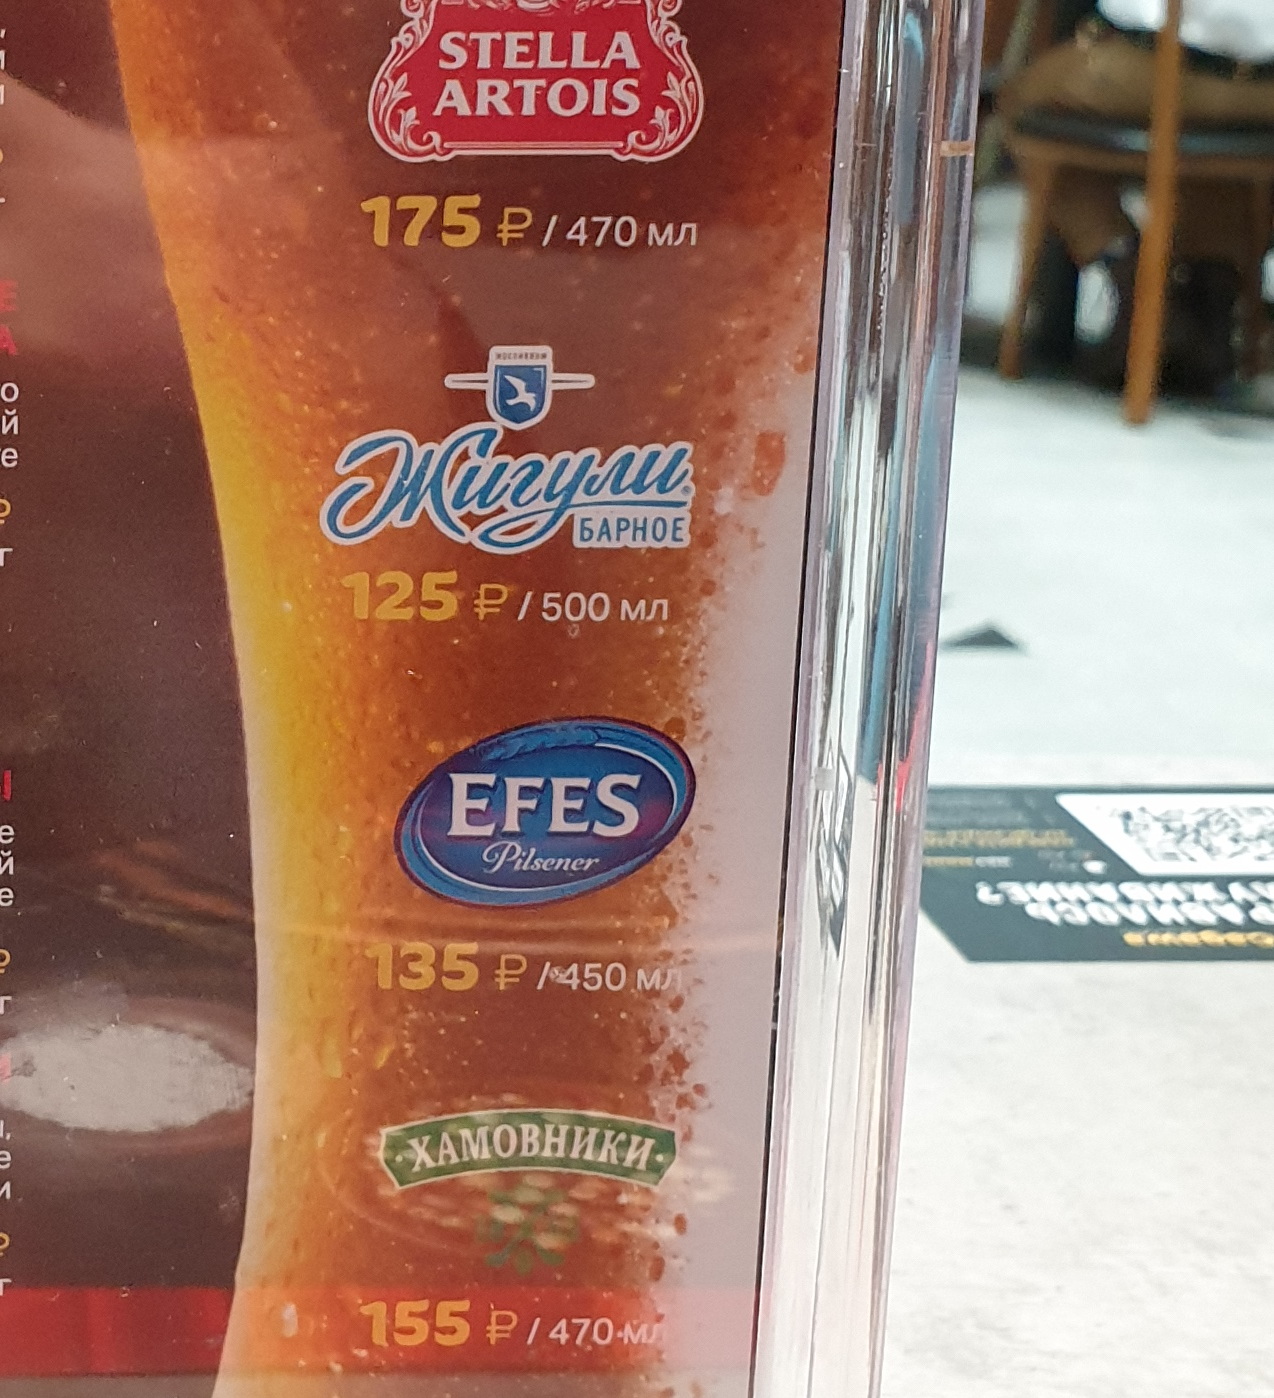 STELLA
ARTOIS
175 ₽ / 470 мл
Жигули
БАРНОЕ
125 ₽ / 500 мл
EFES
Pilsener
135 ₽ / 450 мл
ХАМОВНИКИ
155 ₽ / 470 мл